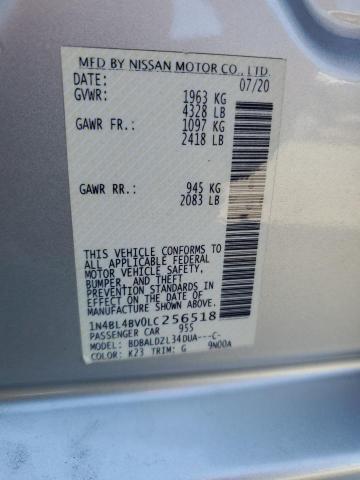 MFD BY NISSAN MOTOR CO., LTD.
DATE: 07/20
GVWR: 1963 KG
4328 LB
GAWR FR: 1097 KG
2418 LB
GAWR RR: 945 KG
2083 LB
THIS VEHICLE CONFORMS TO
ALL APPLICABLE FEDERAL
MOTOR VEHICLE SAFETY,
BUMPER, AND THEFT
PREVENTION STANDARDS IN
EFFECT ON THE DATE OF
MANUFACTURE SHOWN ABOVE.
1N4BL4BV0LC256518
PASSENGER CAR 955
MODEL: BDBALDZL34DUA---C-
COLOR: K23 TRIM: G 9N00A